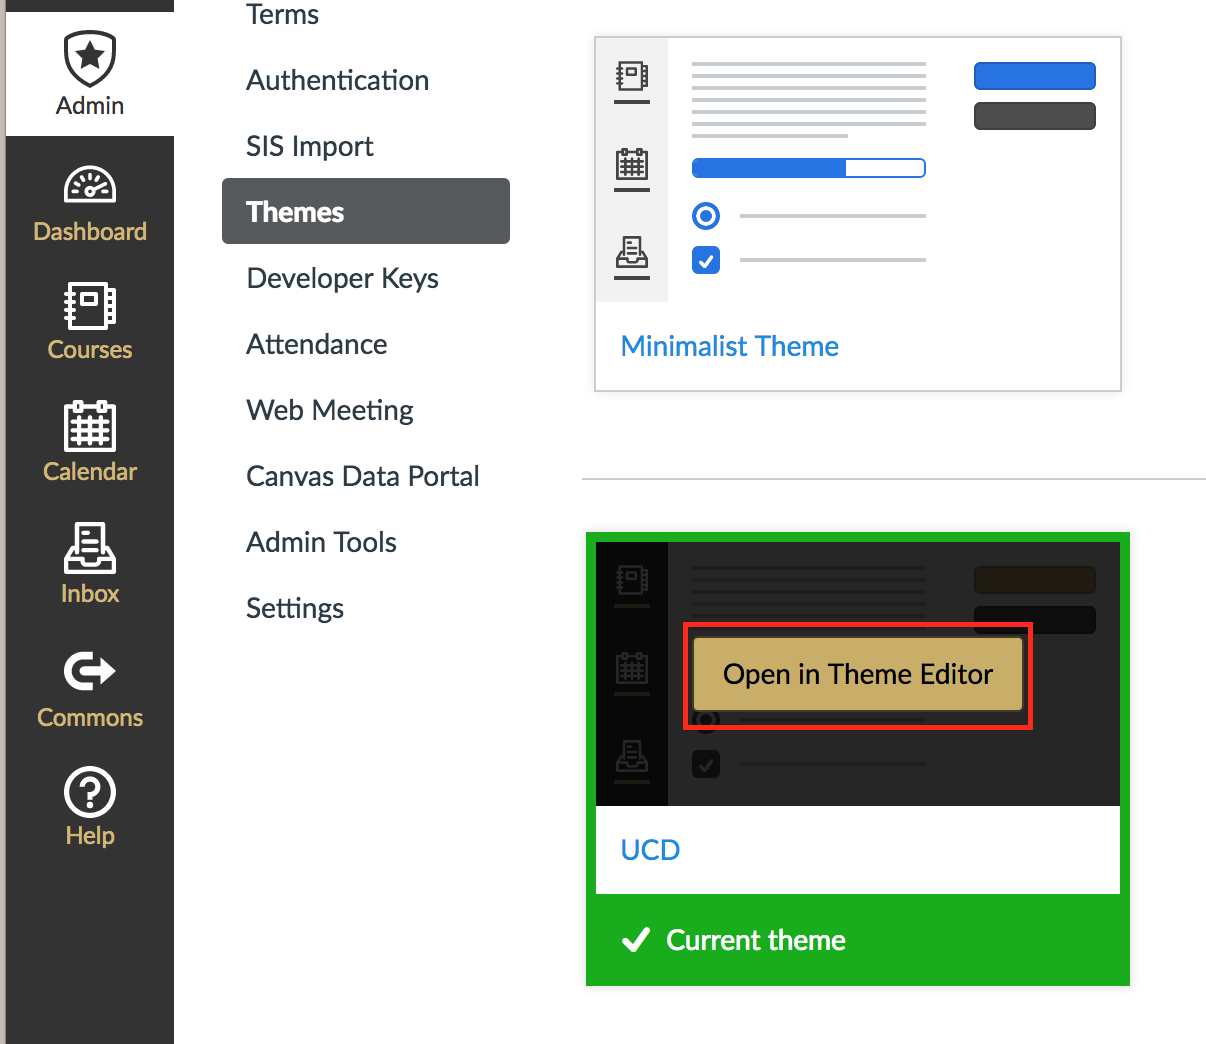 Admin
Dashboard
Courses
Calendar
Inbox
Commons
Help
Terms
Authentication
SIS Import
Themes
Developer Keys
Attendance
Web Meeting
Canvas Data Portal
Admin Tools
Settings
Minimalist Theme
Open in Theme Editor
UCD
Current theme